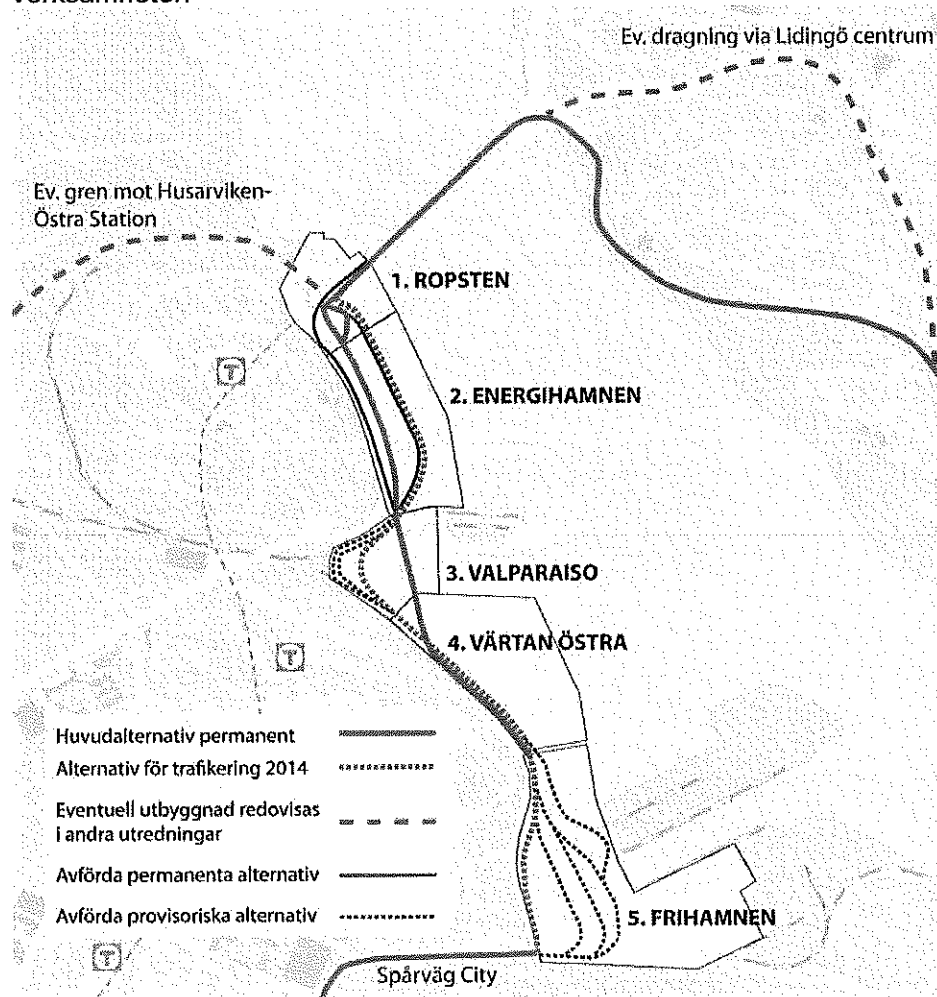 Ev. dragning via Lidingö centrum
Ev. gren mot Husarviken-
Östra Station
1. ROPSTEN
T
2. ENERGIHAMNEN
3. VALPARAISO
4. VÄRTAN ÖSTRA
T
Huvudalternativ permanent
Alternativ för trafikering 2014
Eventuell utbyggnad redovisas
i andra utredningar
Avförda permanenta alternativ
Avförda provisoriska alternativ
5. FRIHAMNEN
T
Spårväg City